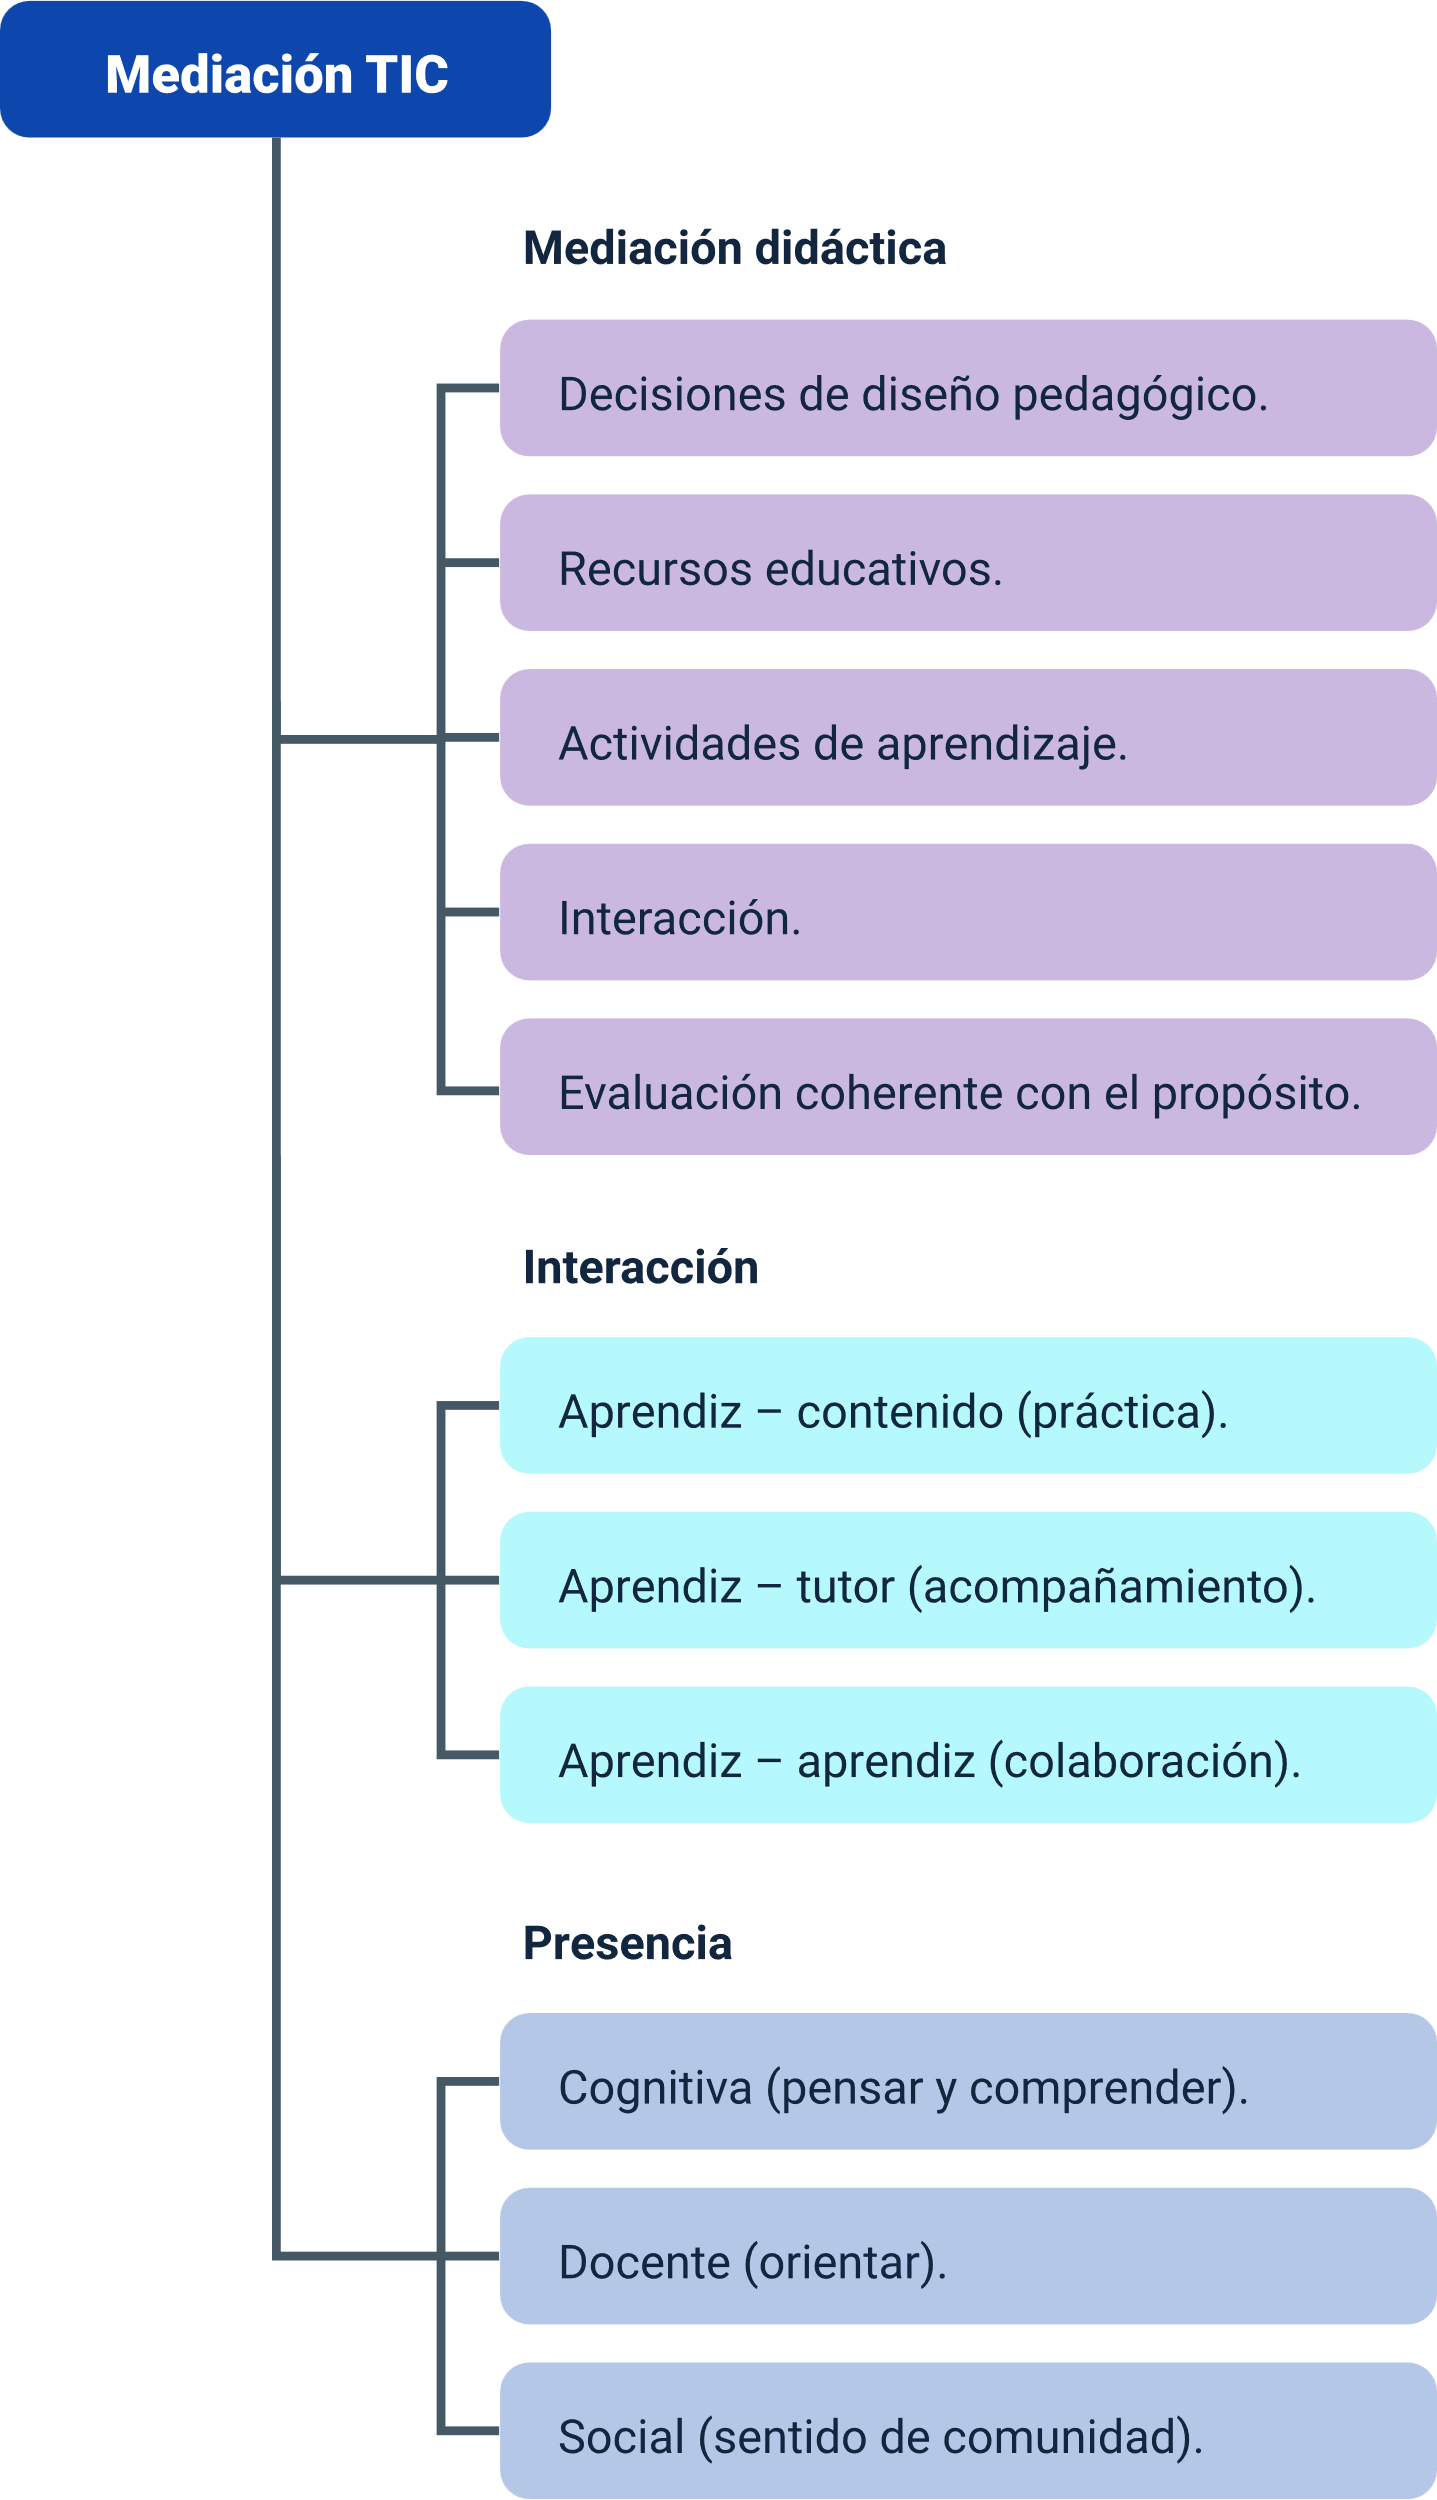 Mediación TIC
Mediación didáctica
Decisiones de diseño pedagógico.
Recursos educativos.
Actividades de aprendizaje.
Interacción.
Evaluación coherente con el propósito.
Interacción
Aprendiz – contenido (práctica).
Aprendiz – tutor (acompañamiento).
Aprendiz – aprendiz (colaboración).
Presencia
Cognitiva (pensar y comprender).
Docente (orientar).
Social (sentido de comunidad).